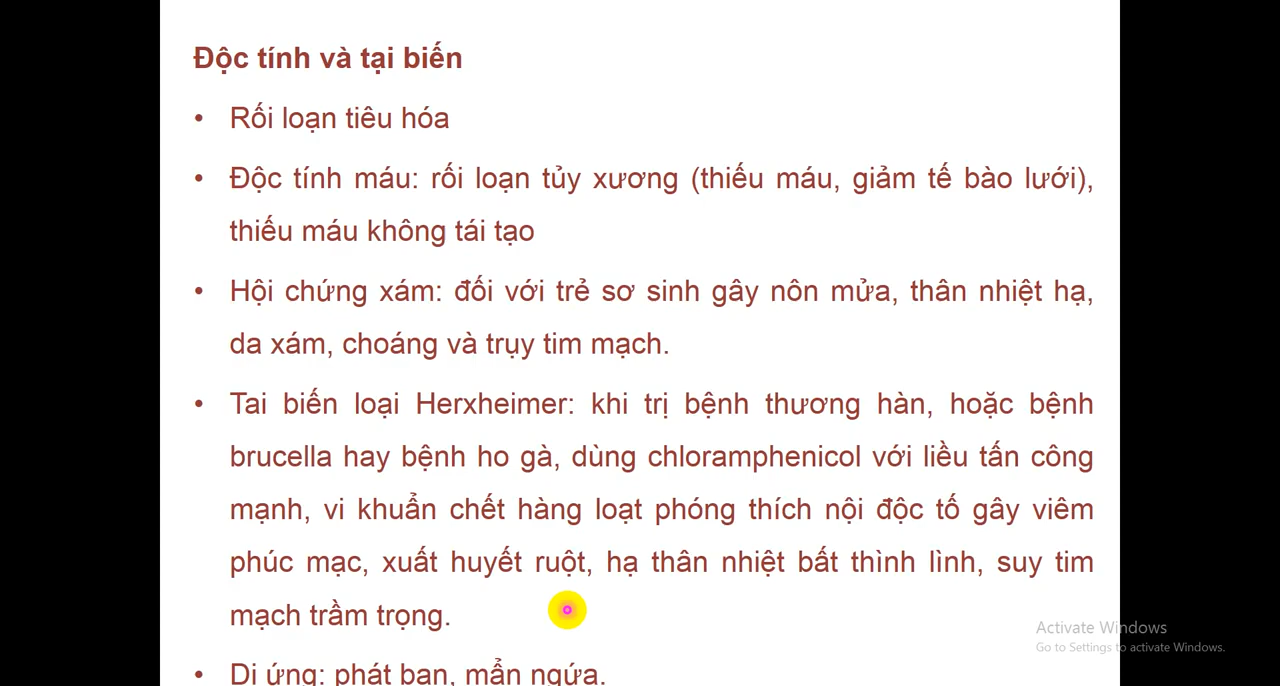 Độc tính và tại biến
• Rối loạn tiêu hóa
• Độc tính máu: rối loạn tủy xương (thiếu máu, giảm tế bào lưới),
thiếu máu không tái tạo
• Hội chứng xám: đối với trẻ sơ sinh gây nôn mửa, thân nhiệt hạ,
da xám, choáng và trụy tim mạch.
• Tai biến loại Herxheimer: khi trị bệnh thương hàn, hoặc bệnh
brucella hay bệnh ho gà, dùng chloramphenicol với liều tấn công
mạnh, vi khuẩn chết hàng loạt phóng thích nội độc tố gây viêm
phúc mạc, xuất huyết ruột, hạ thân nhiệt bất thình lình, suy tim
mạch trầm trọng.
• Di ứng: phát ban, mẩn ngứa.
Activate Windows
Go to Settings to activate Windows.